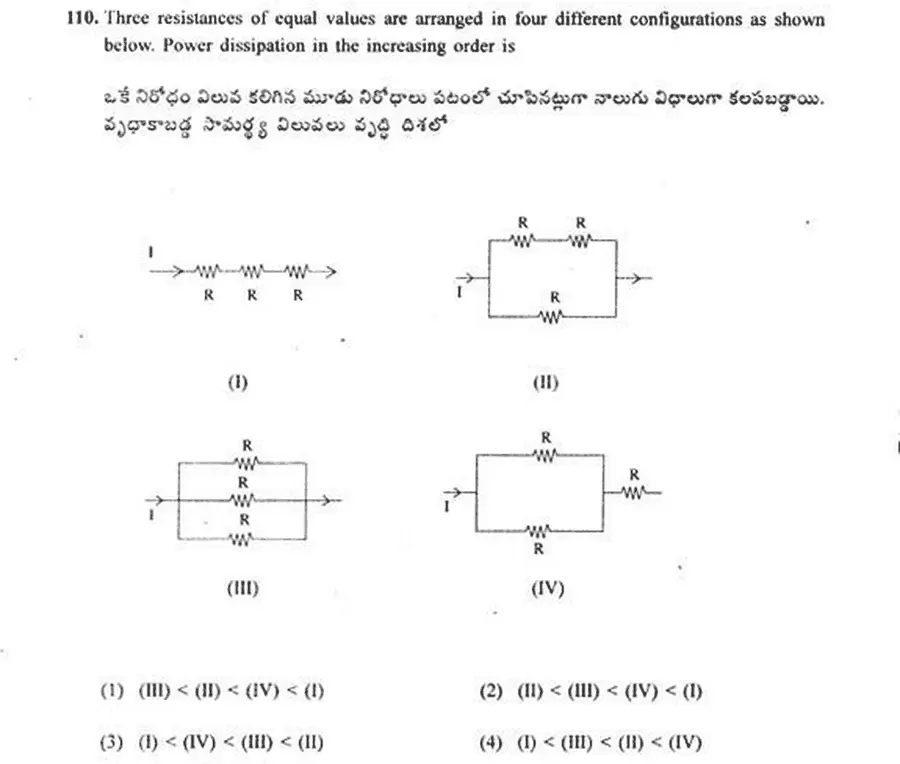 110. Three resistances of equal values are arranged in four different configurations as shown
below. Power dissipation in the increasing order is
ఒకే నిరోధం విలువ కలిగిన మూడు నిరోధాలు పటంలో చూపినట్లుగా నాలుగు విధాలుగా కలపబడ్డాయి.
వృధాకాబడ్డ సామర్థ్య విలువలు వృద్ధి దిశలో
R R
I
R R R
I
R
(I) (II)
R
R
R
I
R
R
I
R
(III) (IV)
(1) (III) < (II) < (IV) < (I) (2) (II) < (III) < (IV) < (I)
(3) (I) < (IV) < (III) < (II) (4) (I) < (III) < (II) < (IV)